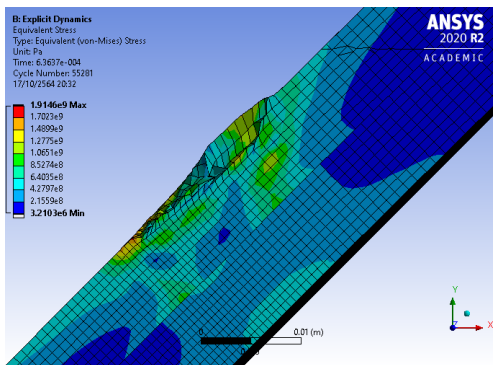 B: Explicit Dynamics
Equivalent Stress
Type: Equivalent (von-Mises) Stress
Unit: Pa
Time: 6.3637e-004
Cycle Number: 55281
17/10/2564 20:32
1.9146e9 Max
1.7023e9
1.4899e9
1.2775e9
1.0651e9
8.5274e8
6.4035e8
4.2797e8
2.1559e8
3.2103e6 Min
ANSYS
2020 R2
ACADEMIC
0
0.01 (m)
Y
Z
X